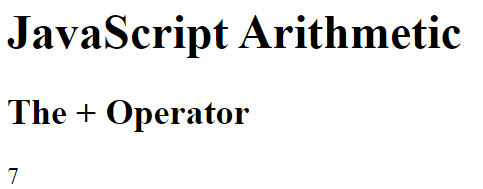 JavaScript Arithmetic
The + Operator
7